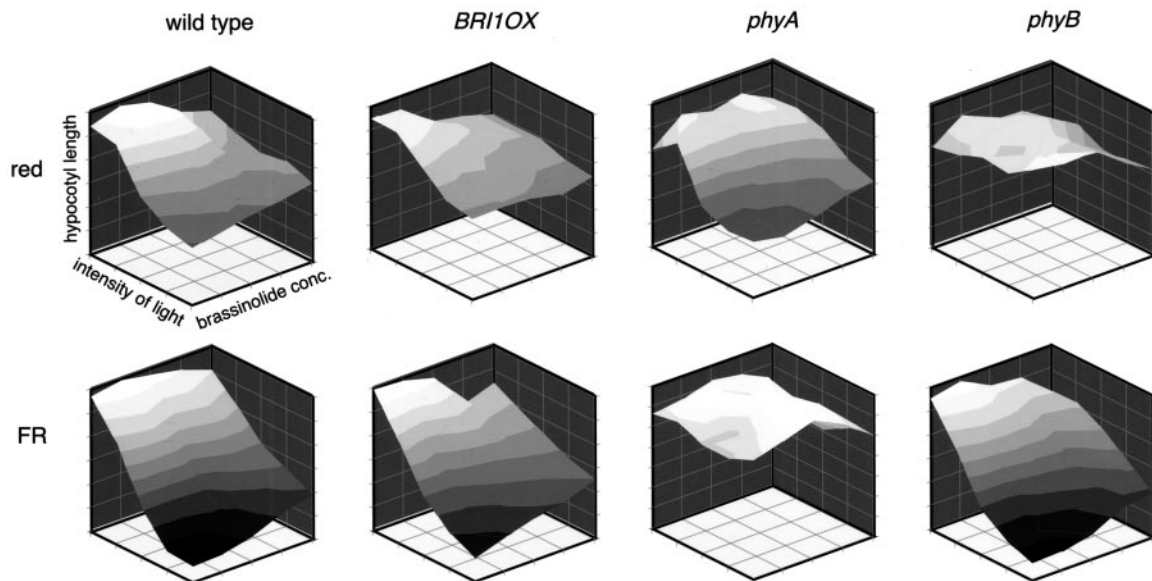 wild type
BRI1OX
phyA
phyB
red
hypocotyl length
intensity of light
brassinolide conc.
FR